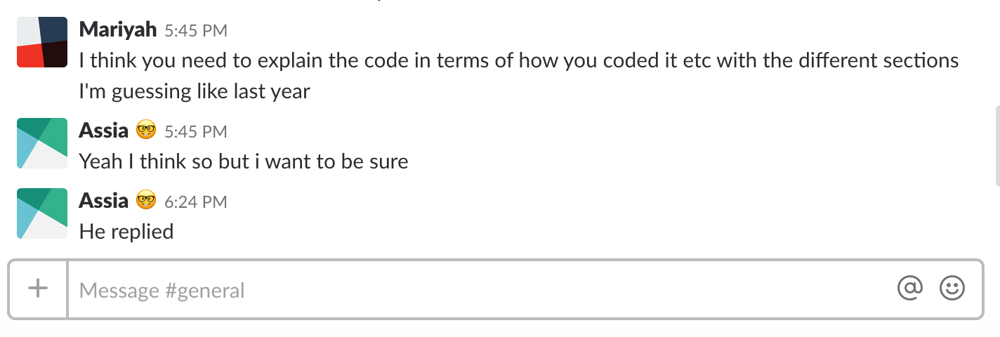 Mariyah 5:45 PM
I think you need to explain the code in terms of how you coded it etc with the different sections
I'm guessing like last year
Assia 🤓 5:45 PM
Yeah I think so but i want to be sure
Assia 🤓 6:24 PM
He replied
Message #general